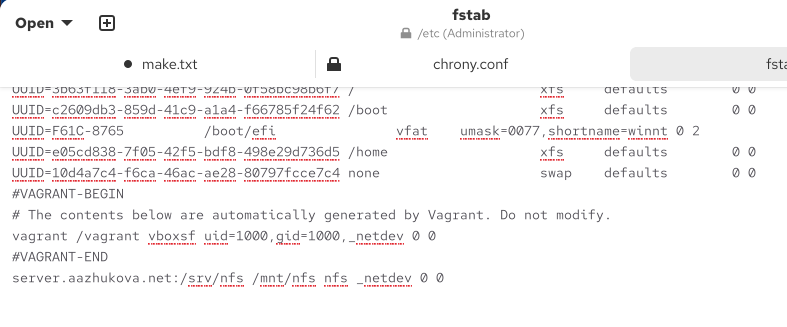 Open
fstab
/etc (Administrator)
make.txt
chrony.conf
fsta
UUID=3b63f118-3ab0-4ef9-924b-0f58bc98b6f7 / xfs defaults 0 0
UUID=c2609db3-859d-41c9-a1a4-f66785f24f62 /boot xfs defaults 0 0
UUID=F61C-8765 /boot/efi vfat umask=0077,shortname=winnt 0 2
UUID=e05cd838-7f05-42f5-bdf8-498e29d736d5 /home xfs defaults 0 0
UUID=10d4a7c4-f6ca-46ac-ae28-80797fcce7c4 none swap defaults 0 0
#VAGRANT-BEGIN
# The contents below are automatically generated by Vagrant. Do not modify.
vagrant /vagrant vboxsf uid=1000,gid=1000,_netdev 0 0
#VAGRANT-END
server.aazhukova.net:/srv/nfs /mnt/nfs nfs _netdev 0 0